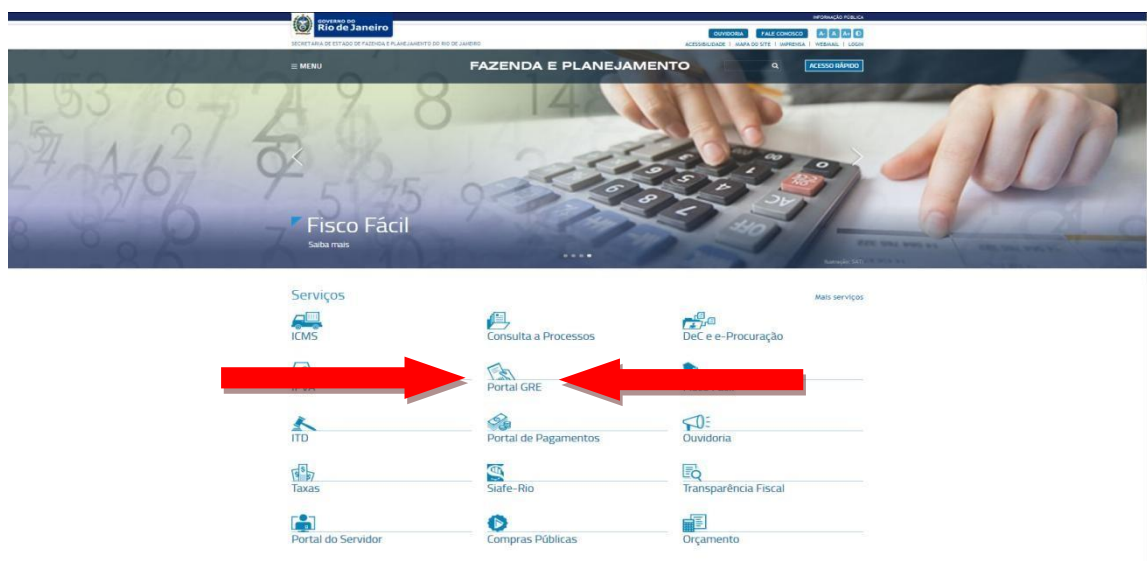 INFORMAÇÃO PÚBLICA
GOVERNO DO
Rio de Janeiro
OUVIDORIA FALE CONOSCO A- A A+
SECRETARIA DE ESTADO DE FAZENDA E PLANEJAMENTO DO RIO DE JANEIRO
ACESSIBILIDADE | MAPA DO SITE | IMPRENSA | WEBMAIL | LOGIN
≡ MENU
FAZENDA E PLANEJAMENTO
ACESSO RÁPIDO
Fisco Fácil
Saiba mais
Serviços
Mais serviços
ICMS
Consulta a Processos
DeC e e-Procuração
Portal GRE
ITD
Portal de Pagamentos
Ouvidoria
Taxas
Siafe-Rio
Transparência Fiscal
Portal do Servidor
Compras Públicas
Orçamento